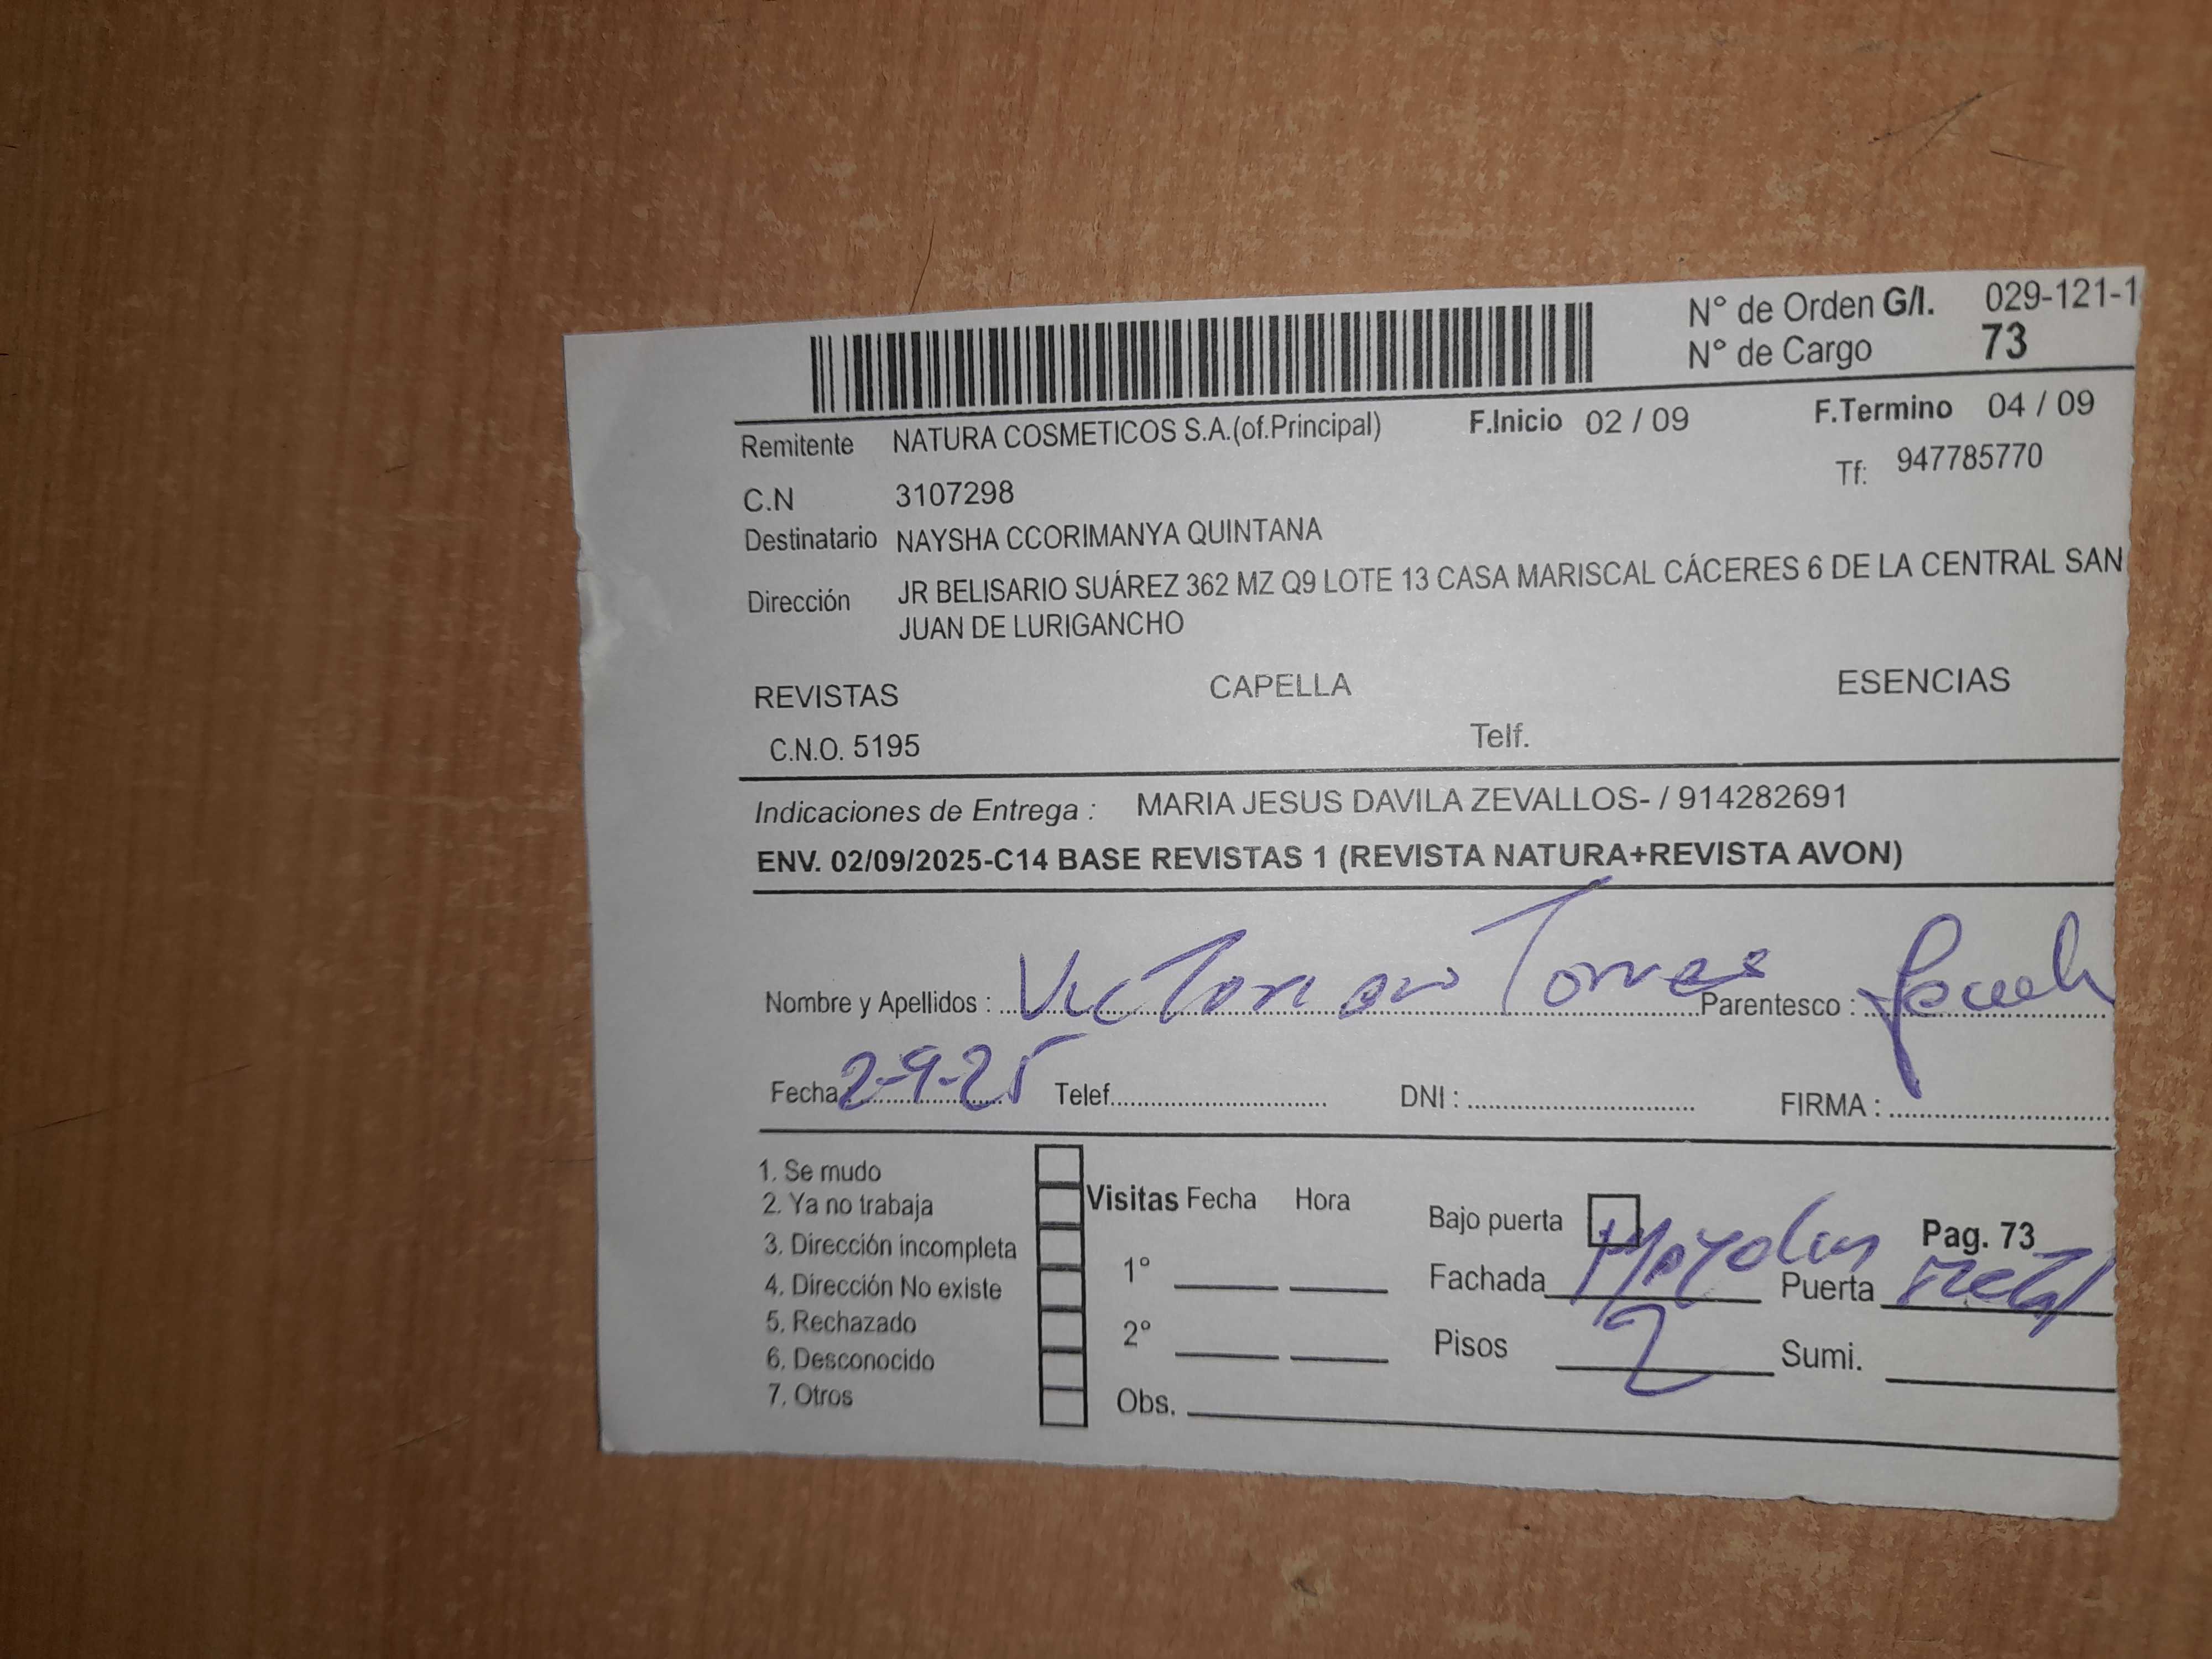 N° de Orden G/I. 029-121-1
N° de Cargo 73
Remitente NATURA COSMETICOS S.A.(of.Principal) F.Inicio 02 / 09 F.Termino 04 / 09
C.N 3107298 Tf: 947785770
Destinatario NAYSHA CCORIMANYA QUINTANA
Dirección JR BELISARIO SUÁREZ 362 MZ Q9 LOTE 13 CASA MARISCAL CÁCERES 6 DE LA CENTRAL SAN
JUAN DE LURIGANCHO
REVISTAS CAPELLA ESENCIAS
C.N.O. 5195 Telf.
Indicaciones de Entrega : MARIA JESUS DAVILA ZEVALLOS- / 914282691
ENV. 02/09/2025-C14 BASE REVISTAS 1 (REVISTA NATURA+REVISTA AVON)
Nombre y Apellidos : Torres Parentesco :
Fecha 2-9-25 Telef. DNI : FIRMA :
1. Se mudo
2. Ya no trabaja
3. Dirección incompleta
4. Dirección No existe
5. Rechazado
6. Desconocido
7. Otros
Visitas Fecha Hora
1°
2°
Obs.
Bajo puerta Pag. 73
Fachada Puerta metal
Pisos 2 Sumi.